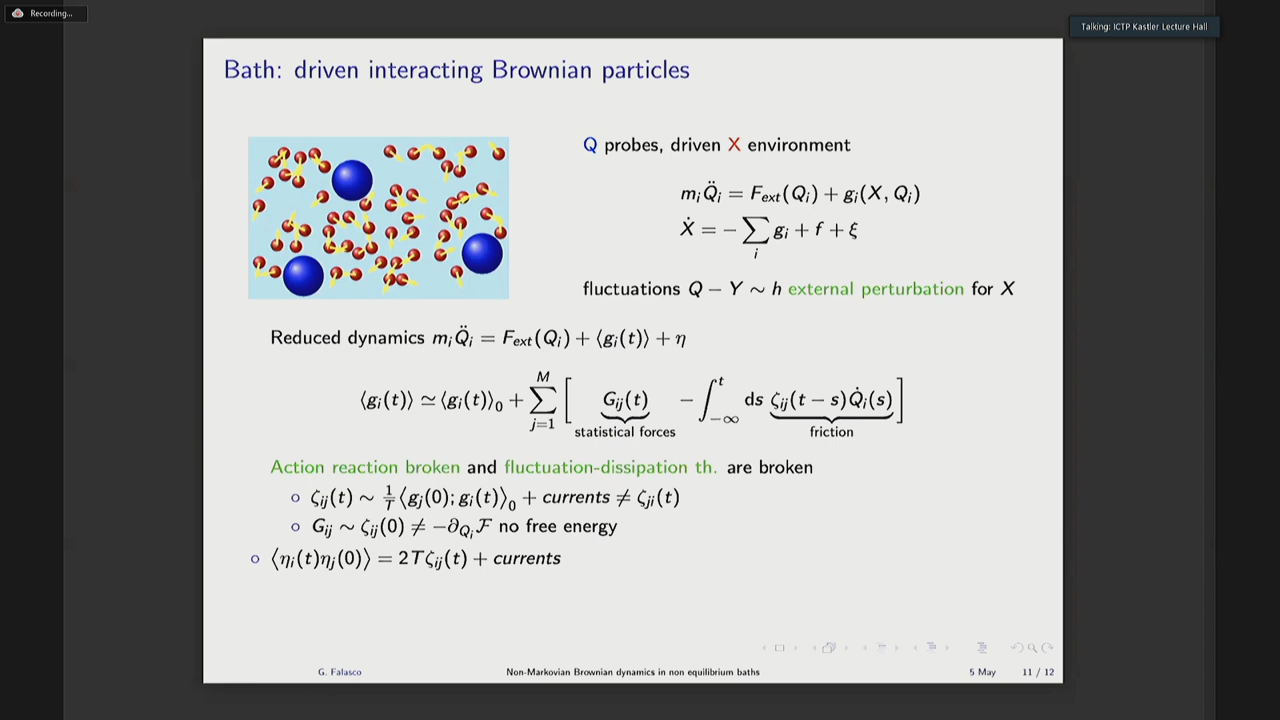 Recording...
Talking: ICTP Kastler Lecture Hall
Bath: driven interacting Brownian particles
Q probes, driven X environment
m_i Q̈_i = F_ext(Q_i) + g_i(X, Q_i)
Ẋ = − ∑_i g_i + f + ξ
fluctuations Q − Y ∼ h external perturbation for X
Reduced dynamics m_i Q̈_i = F_ext(Q_i) + ⟨g_i(t)⟩ + η
⟨g_i(t)⟩ ≃ ⟨g_i(t)⟩_0 + ∑_{j=1}^{M} [ G_ij(t) − ∫_{−∞}^{t} ds ζ_ij(t − s) Q̇_i(s) ]
statistical forces friction
Action reaction broken and fluctuation-dissipation th. are broken
∘ ζ_ij(t) ∼ 1/T ⟨g_j(0); g_i(t)⟩_0 + currents ≠ ζ_ji(t)
∘ G_ij ∼ ζ_ij(0) ≠ −∂_{Q_i} ℱ no free energy
∘ ⟨η_i(t)η_j(0)⟩ = 2Tζ_ij(t) + currents
G. Falasco Non-Markovian Brownian dynamics in non equilibrium baths 5 May 11 / 12